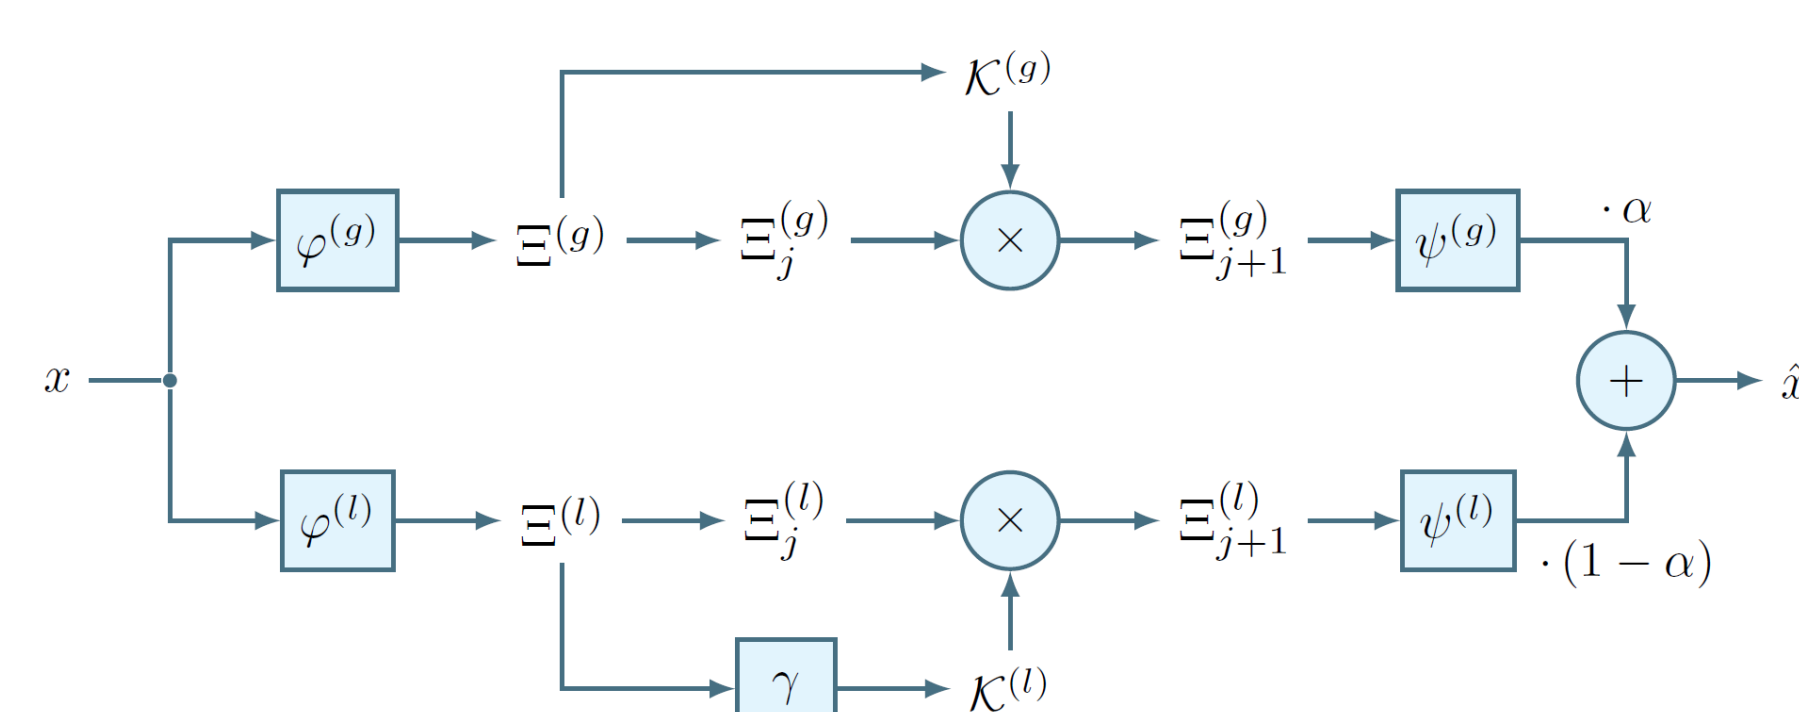 𝒦^(g)
φ^(g) Ξ^(g) Ξ_j^(g) × Ξ_{j+1}^(g) ψ^(g) · α
x + x̂
φ^(l) Ξ^(l) Ξ_j^(l) × Ξ_{j+1}^(l) ψ^(l) · (1 − α)
γ 𝒦^(l)